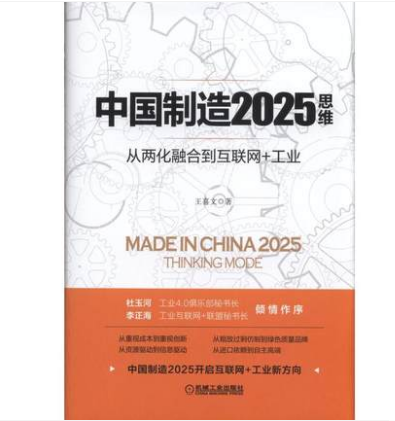 中国制造2025思维
从两化融合到互联网+工业
王喜文 著
MADE IN CHINA 2025
THINKING MODE
杜玉河 工业4.0俱乐部秘书长
李正海 工业互联网+联盟秘书长
倾情作序
从重规成本到重视创新
从粗放过剩仿制到绿色质量品牌
从资源驱动到信息驱动
从进口依赖到自主高端
中国制造2025开启互联网+工业新方向
机械工业出版社
CHINA MACHINE PRESS